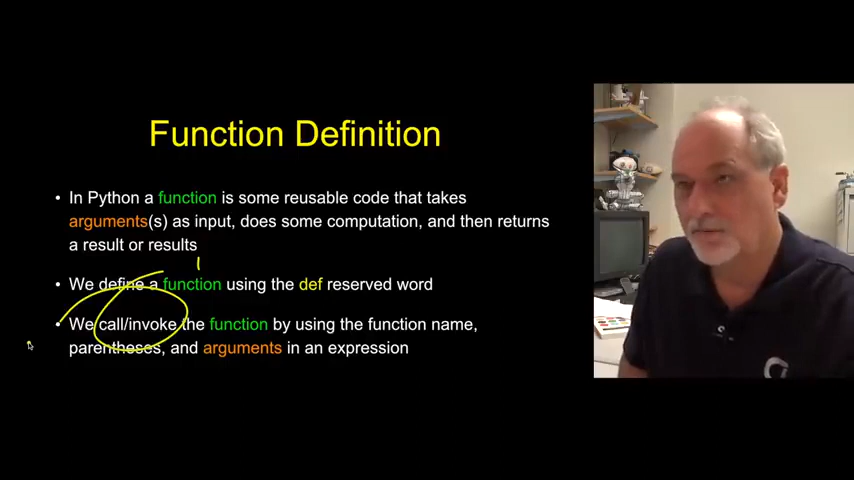 Function Definition
• In Python a function is some reusable code that takes
arguments(s) as input, does some computation, and then returns
a result or results
• We define a function using the def reserved word
• We call/invoke the function by using the function name,
parentheses, and arguments in an expression